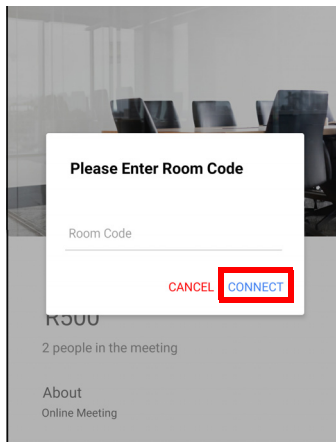 Please Enter Room Code
Room Code
CANCEL CONNECT
R500
2 people in the meeting
About
Online Meeting